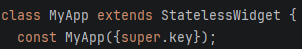 class MyApp extends StatelessWidget {
const MyApp({super.key});